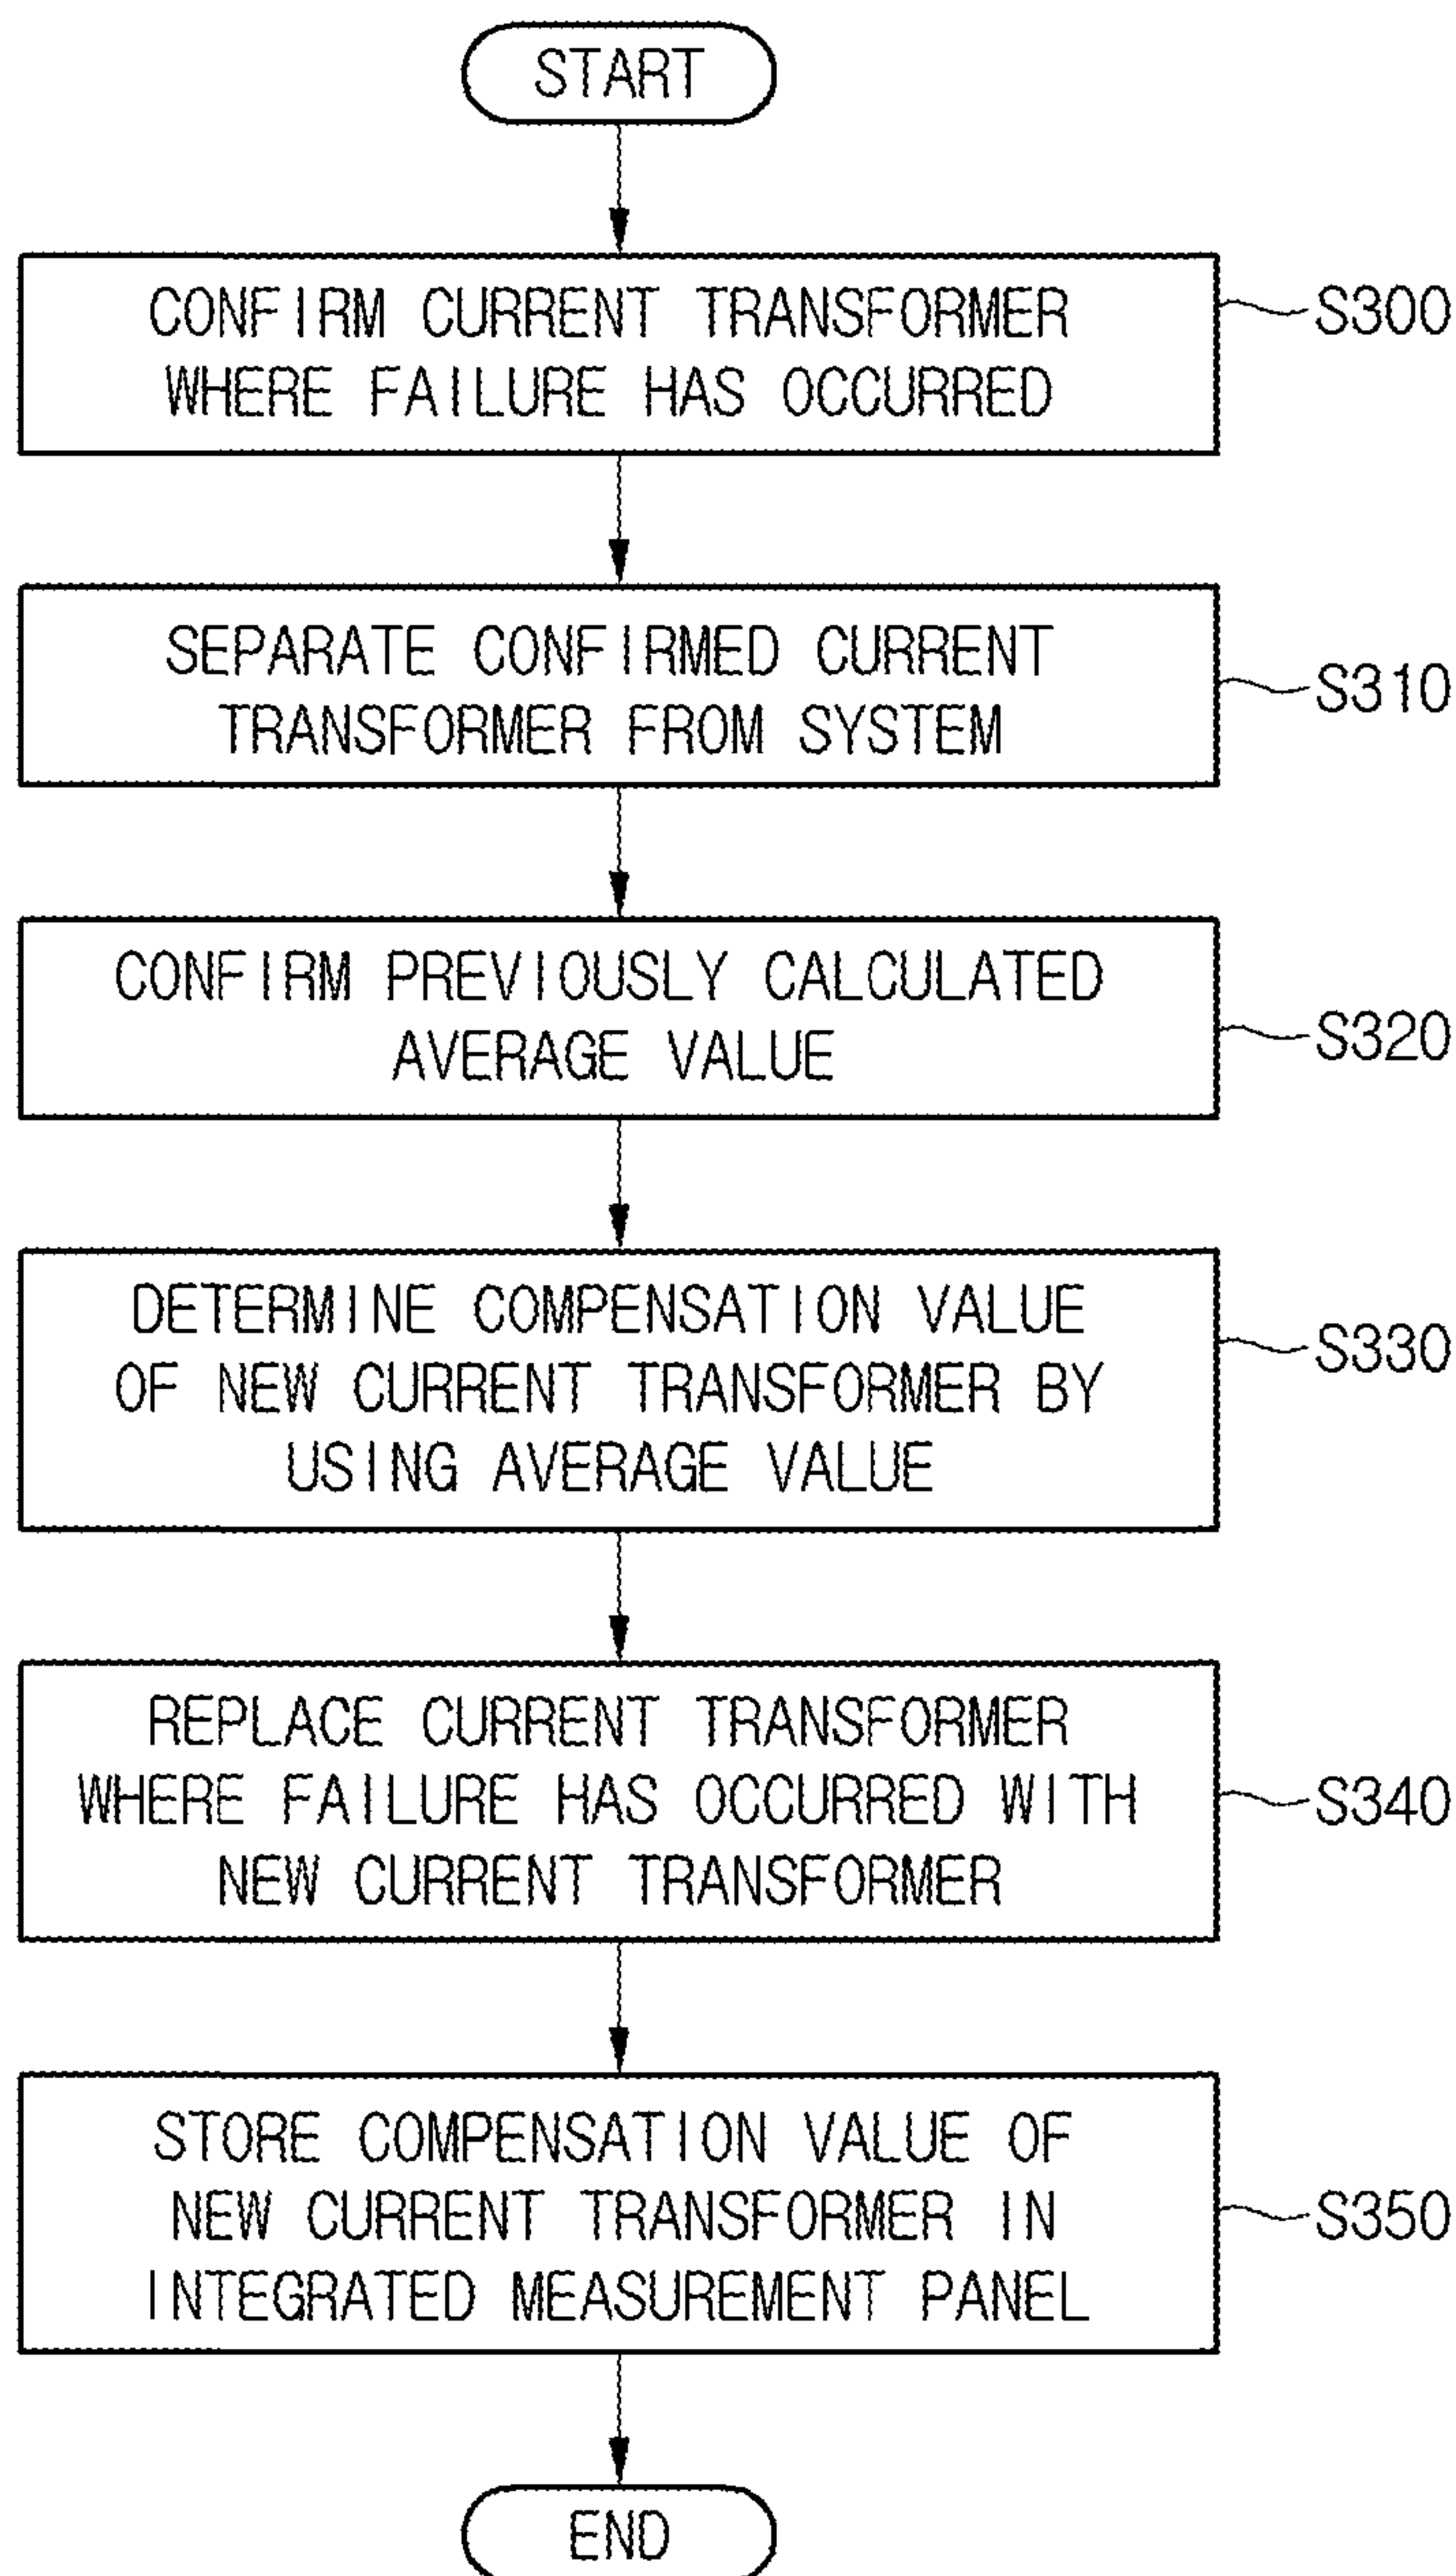 START
CONFIRM CURRENT TRANSFORMER
WHERE FAILURE HAS OCCURRED
S300
SEPARATE CONFIRMED CURRENT
TRANSFORMER FROM SYSTEM
S310
CONFIRM PREVIOUSLY CALCULATED
AVERAGE VALUE
S320
DETERMINE COMPENSATION VALUE
OF NEW CURRENT TRANSFORMER BY
USING AVERAGE VALUE
S330
REPLACE CURRENT TRANSFORMER
WHERE FAILURE HAS OCCURRED WITH
NEW CURRENT TRANSFORMER
S340
STORE COMPENSATION VALUE OF
NEW CURRENT TRANSFORMER IN
INTEGRATED MEASUREMENT PANEL
S350
END